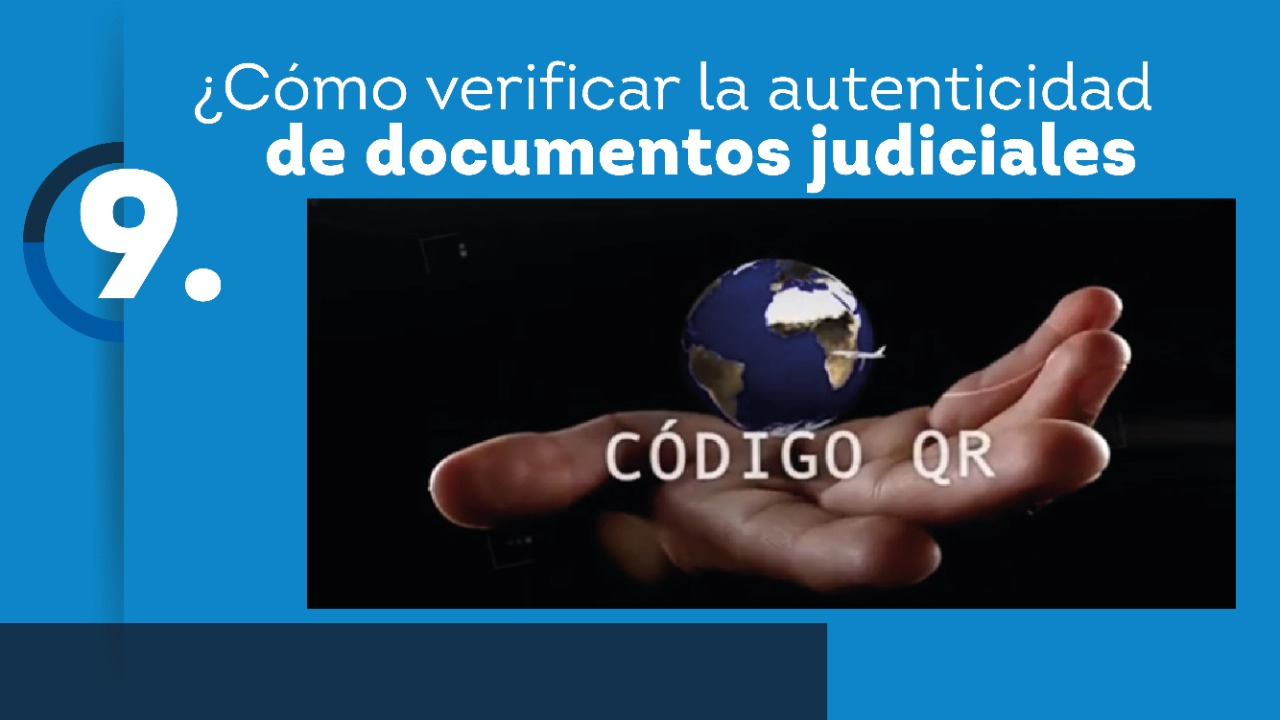 ¿Cómo verificar la autenticidad
de documentos judiciales
9.
CÓDIGO QR